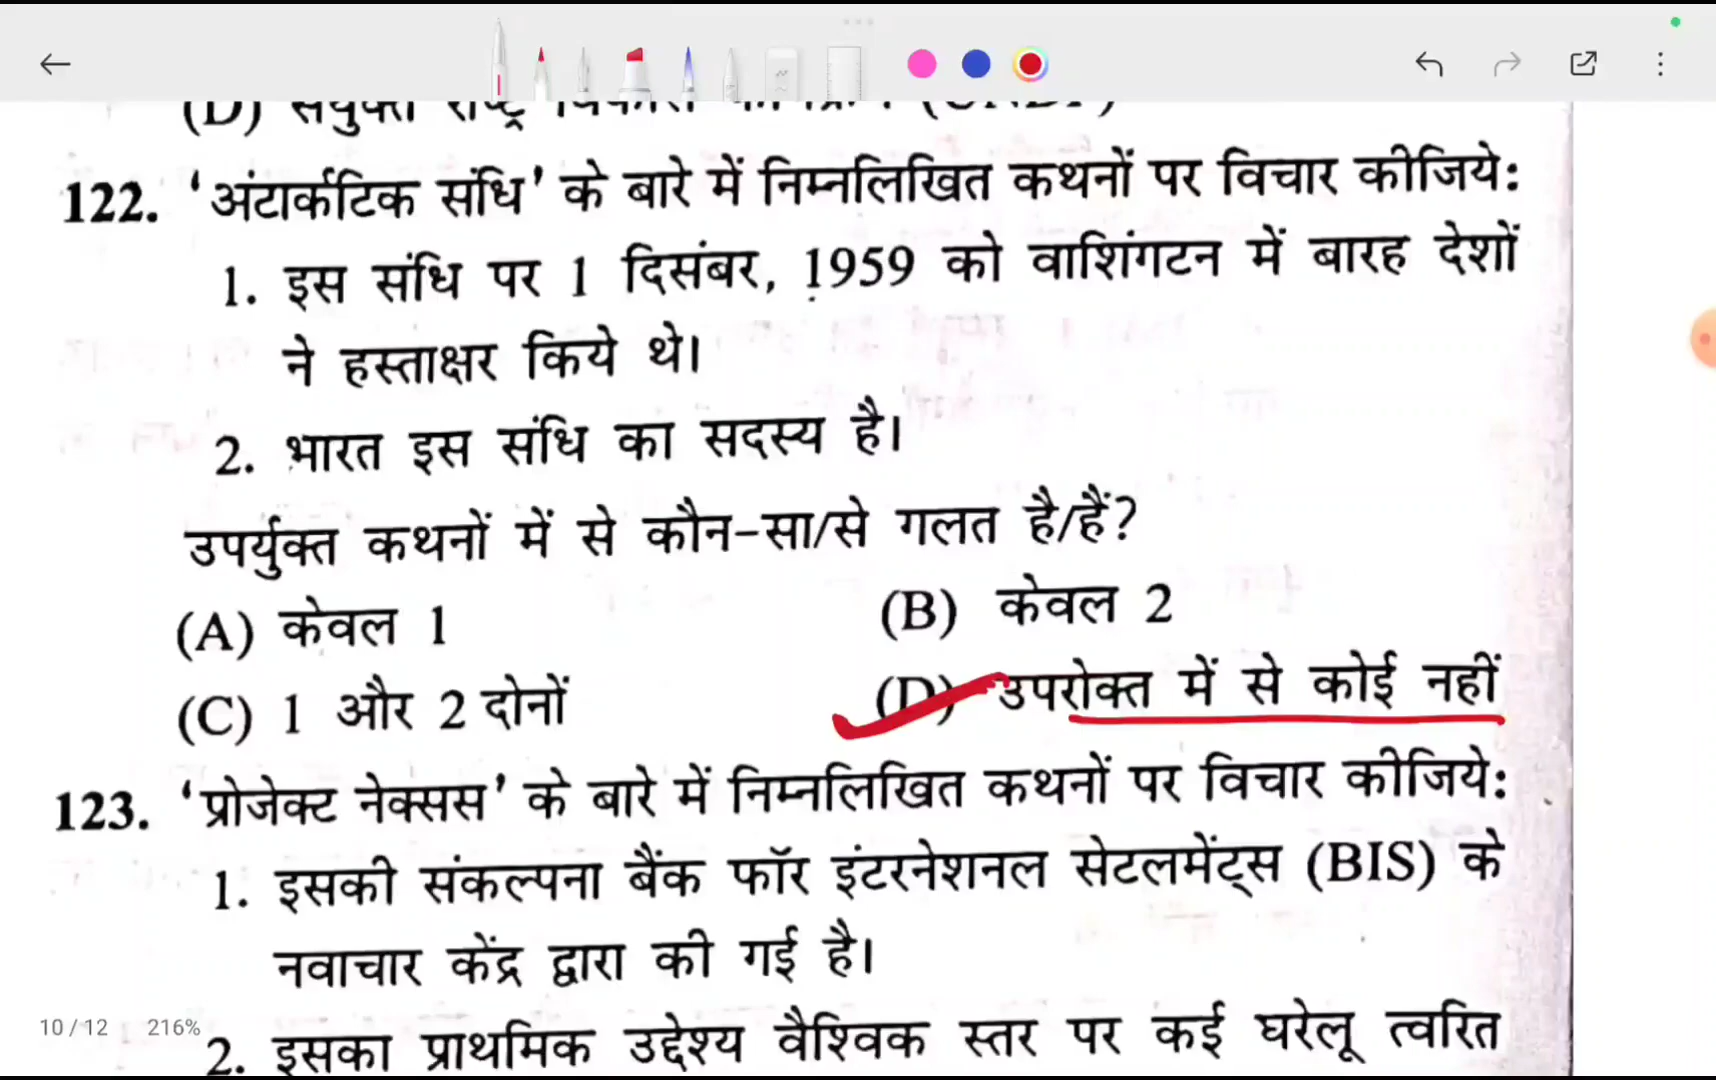 122. 'अंटार्कटिक संधि' के बारे में निम्नलिखित कथनों पर विचार कीजिये:
1. इस संधि पर 1 दिसंबर, 1959 को वाशिंगटन में बारह देशों
ने हस्ताक्षर किये थे।
2. भारत इस संधि का सदस्य है।
उपर्युक्त कथनों में से कौन-सा/से गलत है/हैं?
(A) केवल 1 (B) केवल 2
(C) 1 और 2 दोनों (D) उपरोक्त में से कोई नहीं
123. 'प्रोजेक्ट नेक्सस' के बारे में निम्नलिखित कथनों पर विचार कीजिये:
1. इसकी संकल्पना बैंक फॉर इंटरनेशनल सेटलमेंट्स (BIS) के
नवाचार केंद्र द्वारा की गई है।
10 / 12 216%
2. इसका प्राथमिक उद्देश्य वैश्विक स्तर पर कई घरेलू त्वरित